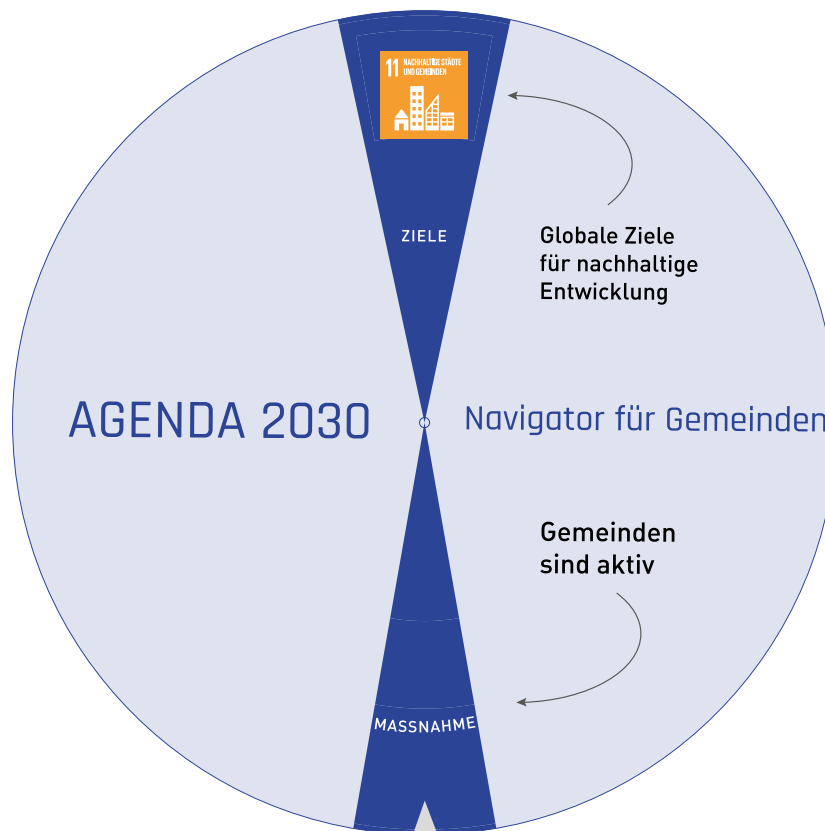 11 NACHHALTIGE STÄDTE
UND GEMEINDEN
ZIELE
Globale Ziele
für nachhaltige
Entwicklung
AGENDA 2030
Navigator für Gemeinden
Gemeinden
sind aktiv
MASSNAHME